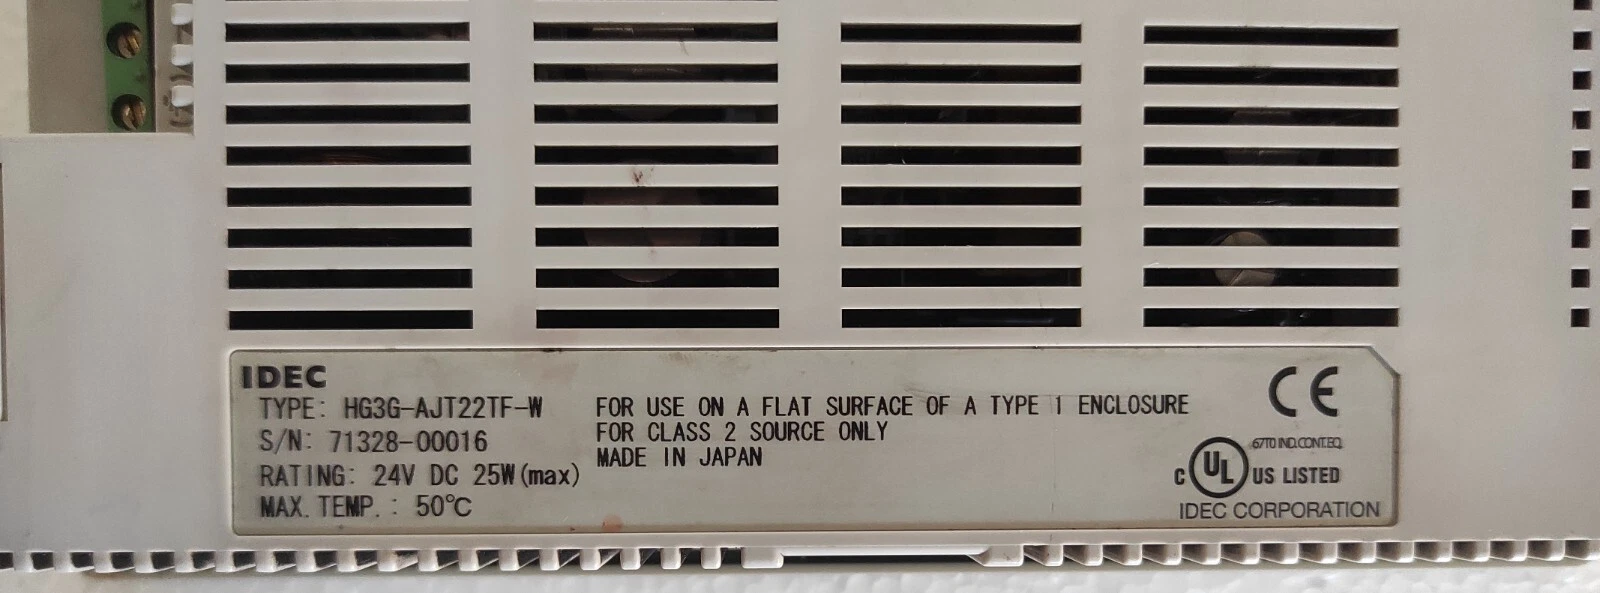 IDEC
TYPE: HG3G-AJT22TF-W
S/N: 71328-00016
RATING: 24V DC 25W(max)
MAX. TEMP. : 50℃
FOR USE ON A FLAT SURFACE OF A TYPE 1 ENCLOSURE
FOR CLASS 2 SOURCE ONLY
MADE IN JAPAN
CE
67T0 IND.CONT.EQ.
C UL US LISTED
IDEC CORPORATION